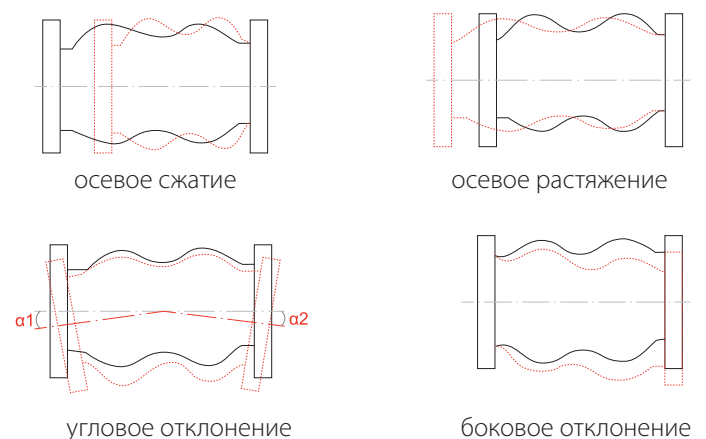 осевое сжатие
осевое растяжение
α1
α2
угловое отклонение
боковое отклонение